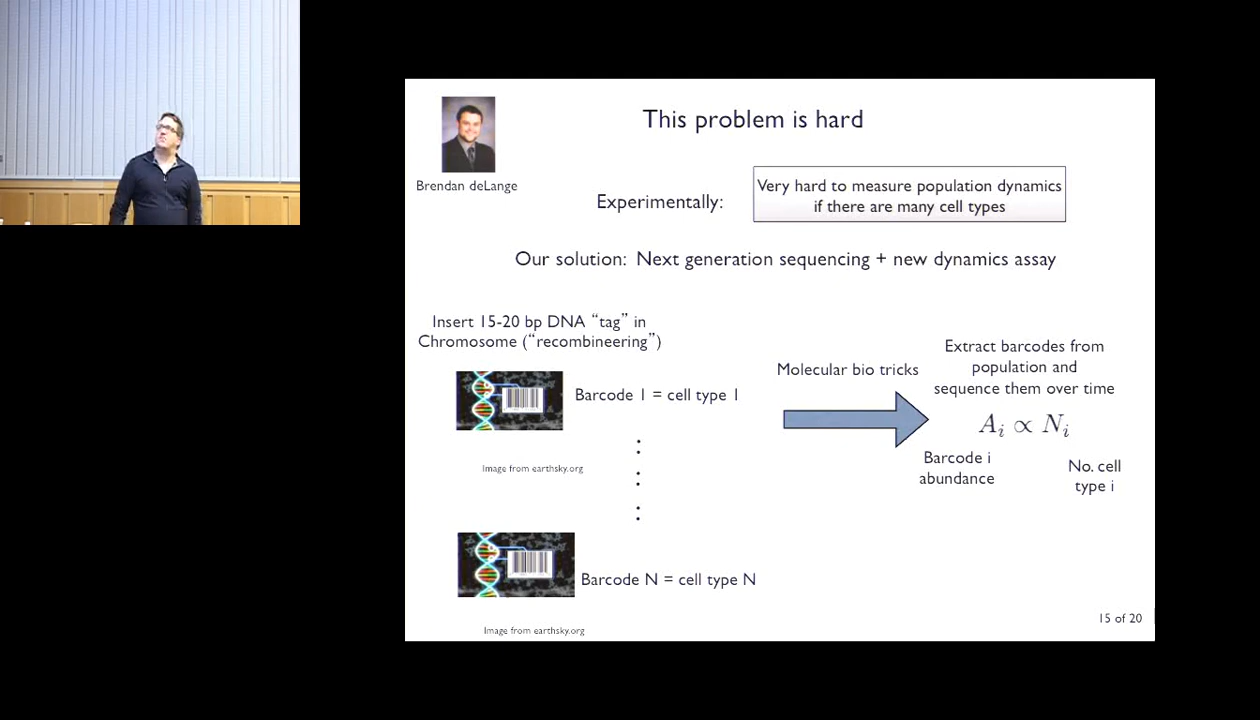 This problem is hard
Brendan deLange
Experimentally:
Very hard to measure population dynamics
if there are many cell types
Our solution: Next generation sequencing + new dynamics assay
Insert 15-20 bp DNA “tag” in
Chromosome (“recombineering”)
Barcode 1 = cell type 1
Image from earthsky.org
Barcode N = cell type N
Image from earthsky.org
Molecular bio tricks
Extract barcodes from
population and
sequence them over time
A_i ∝ N_i
Barcode i
abundance
No. cell
type i
15 of 20